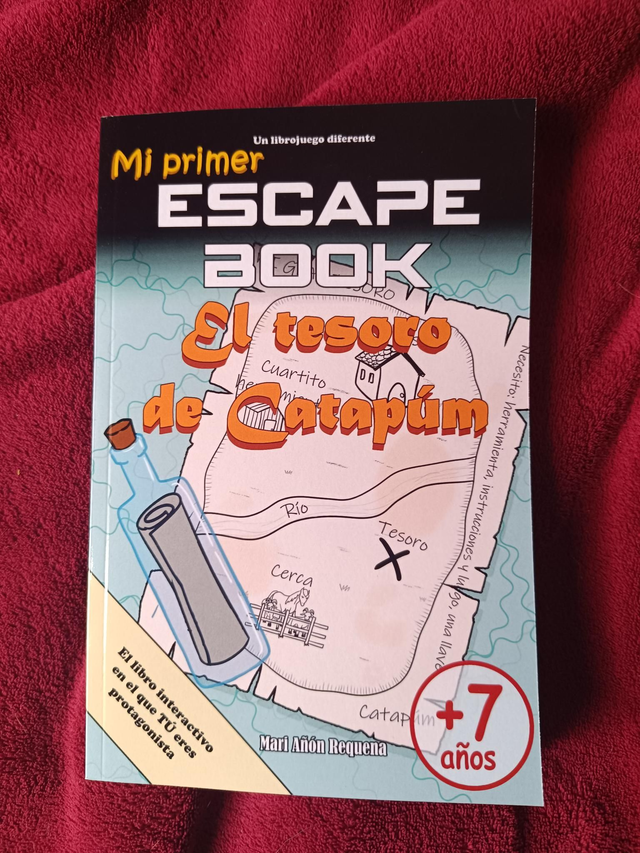 Un librojuego diferente
Mi primer
ESCAPE
BOOK
El tesoro
de Catapúm
Cuartito
Necesito: herramienta, instrucciones y luego, una llave
Río
Tesoro
X
Cerca
Catapúm
El libro interactivo
en el que TÚ eres
protagonista
Mari Añón Requena
+7
años